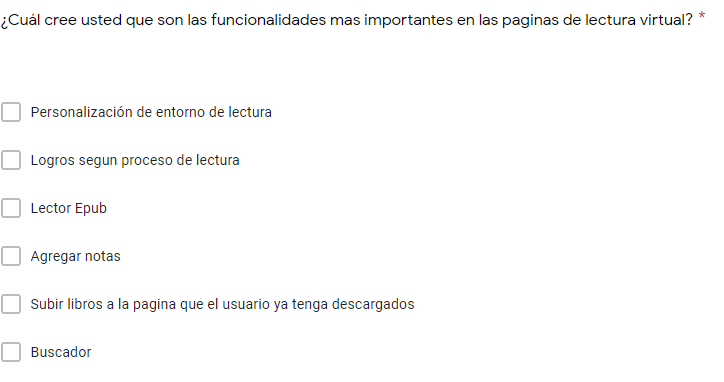 ¿Cuál cree usted que son las funcionalidades mas importantes en las paginas de lectura virtual? *
Personalización de entorno de lectura
Logros segun proceso de lectura
Lector Epub
Agregar notas
Subir libros a la pagina que el usuario ya tenga descargados
Buscador